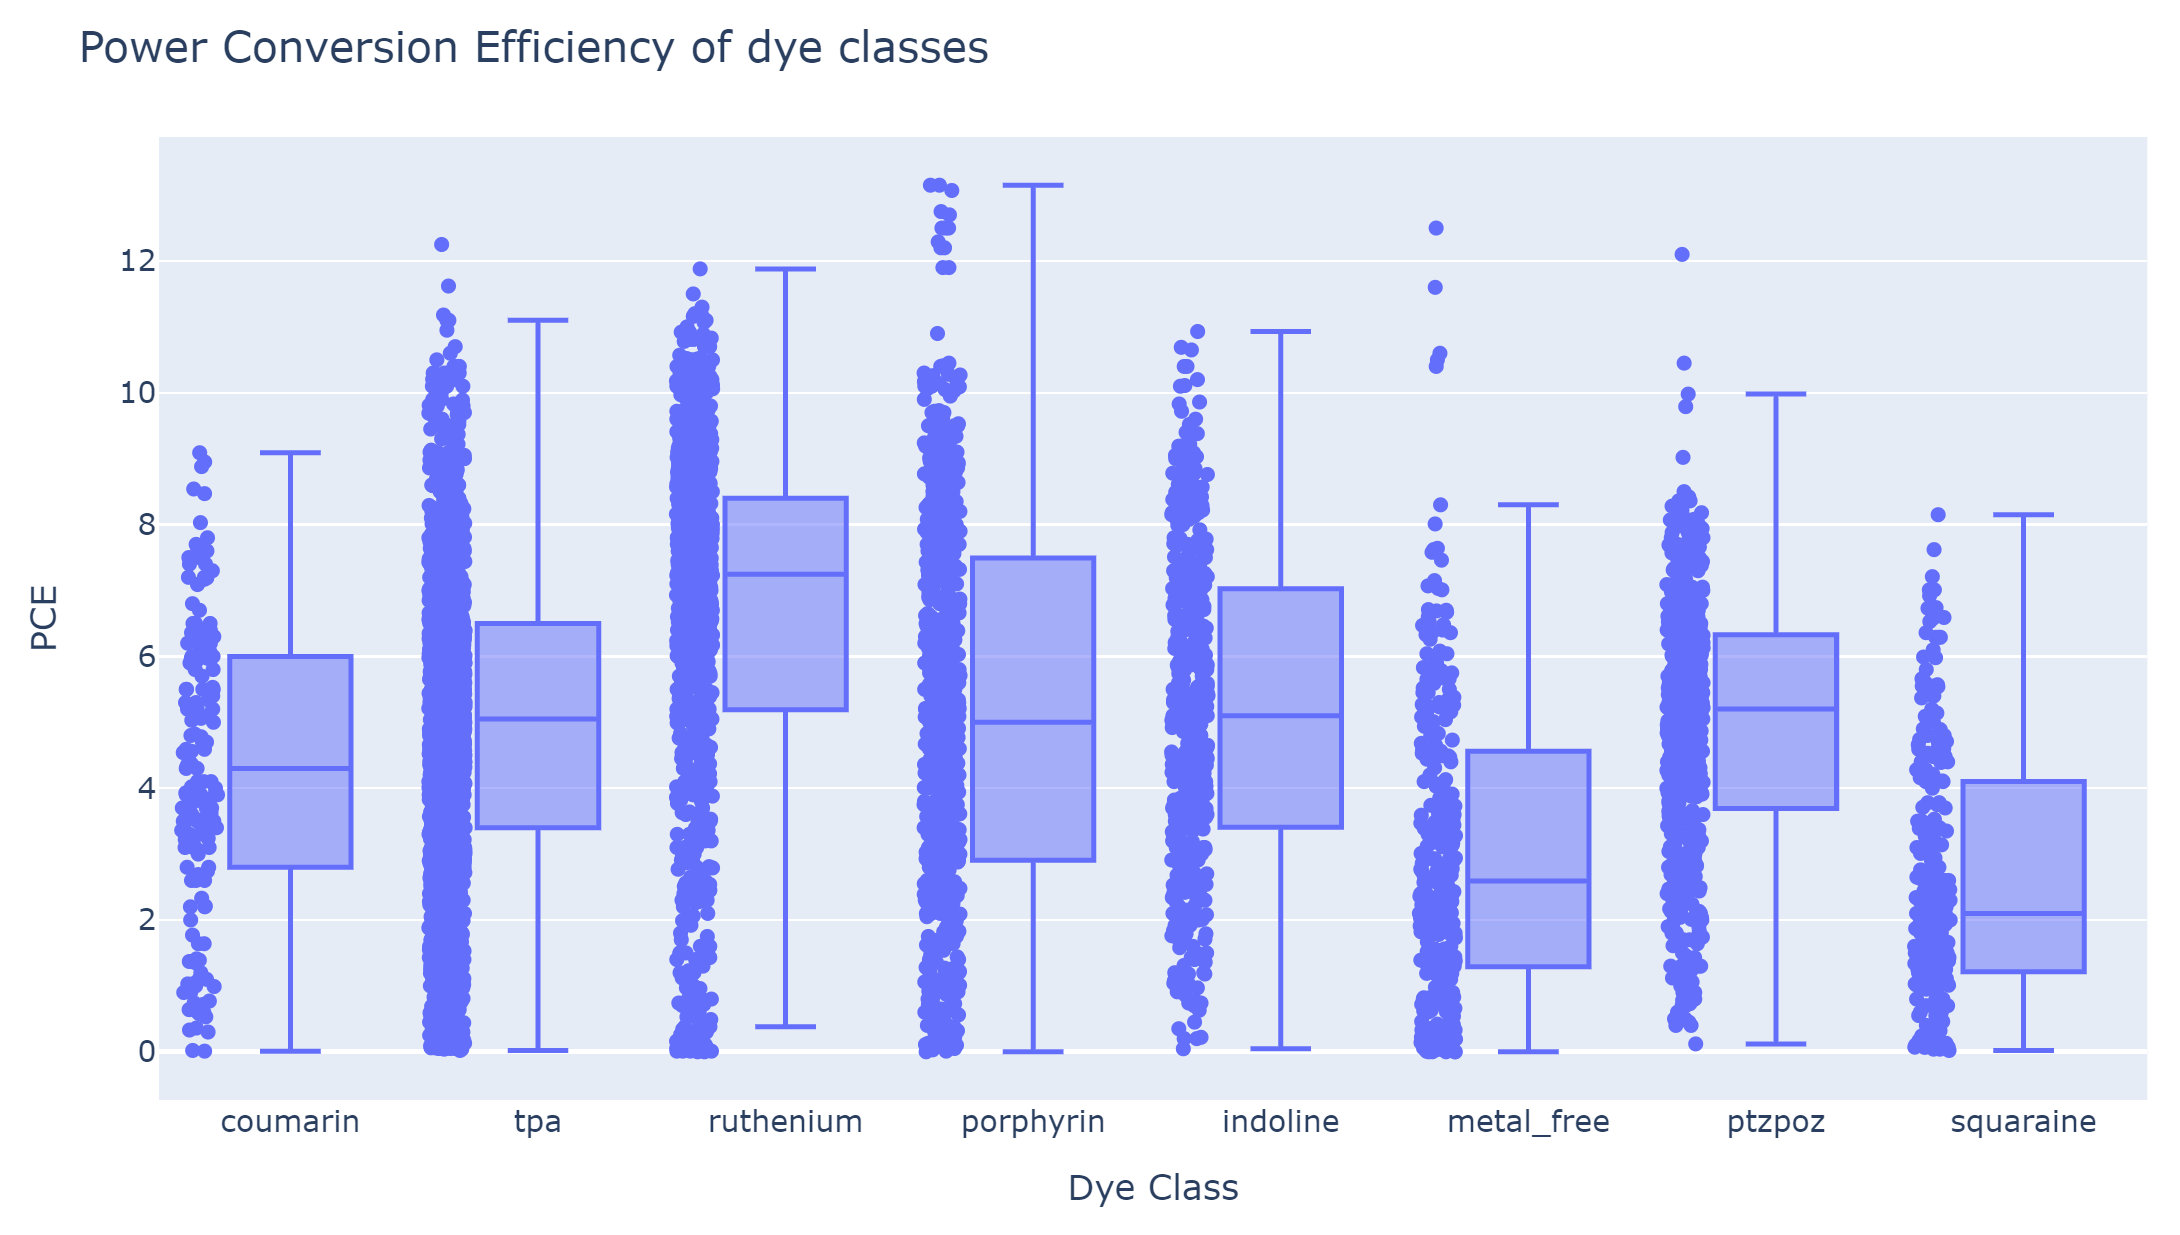 Power Conversion Efficiency of dye classes
PCE
12
10
8
6
4
2
0
coumarin tpa ruthenium porphyrin indoline metal_free ptzpoz squaraine
Dye Class